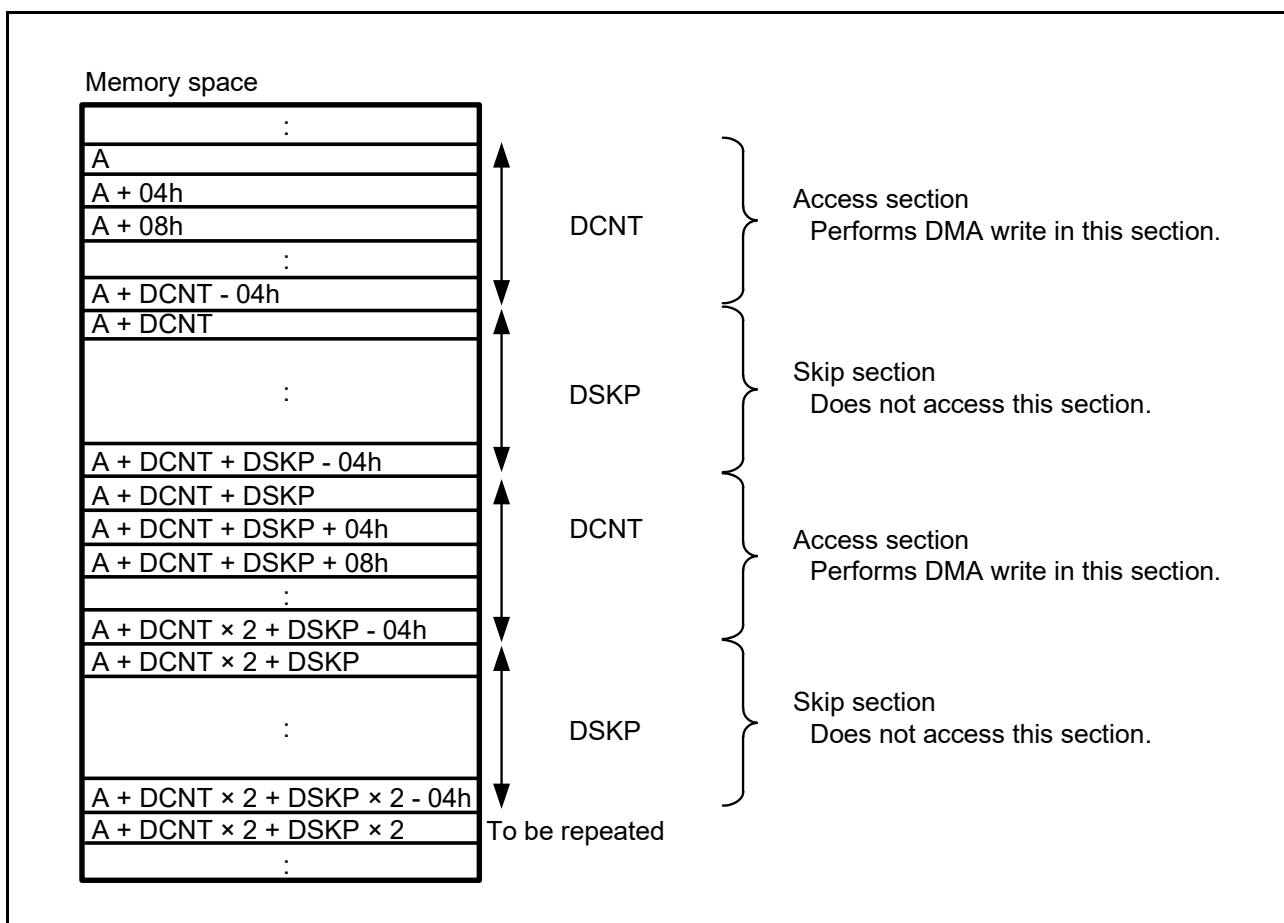 Memory space
:
A
A + 04h
A + 08h
:
A + DCNT - 04h
A + DCNT
:
A + DCNT + DSKP - 04h
A + DCNT + DSKP
A + DCNT + DSKP + 04h
A + DCNT + DSKP + 08h
:
A + DCNT × 2 + DSKP - 04h
A + DCNT × 2 + DSKP
:
A + DCNT × 2 + DSKP × 2 - 04h
A + DCNT × 2 + DSKP × 2
:
DCNT
DSKP
DCNT
DSKP
To be repeated
Access section
Performs DMA write in this section.
Skip section
Does not access this section.
Access section
Performs DMA write in this section.
Skip section
Does not access this section.